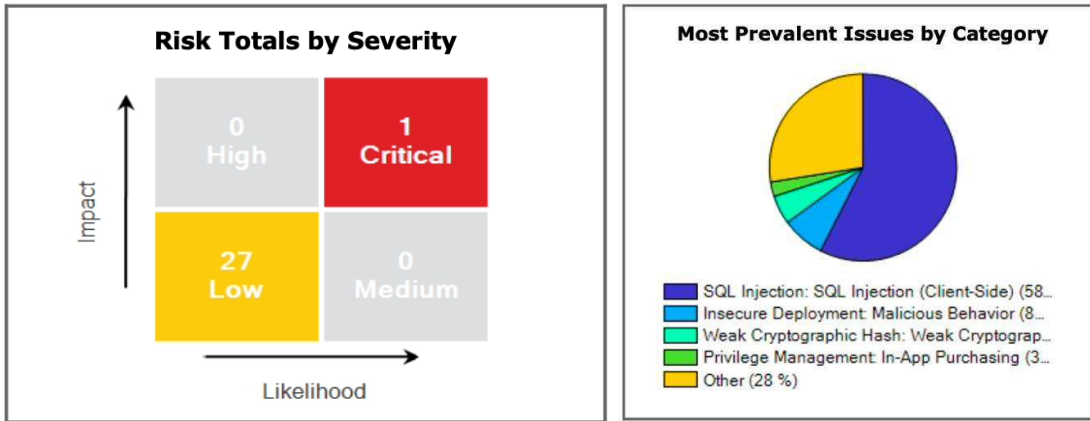 Risk Totals by Severity
0
High
1
Critical
27
Low
0
Medium
Impact
Likelihood
Most Prevalent Issues by Category
SQL Injection: SQL Injection (Client-Side) (58...
Insecure Deployment: Malicious Behavior (8...
Weak Cryptographic Hash: Weak Cryptograp...
Privilege Management: In-App Purchasing (3...
Other (28 %)